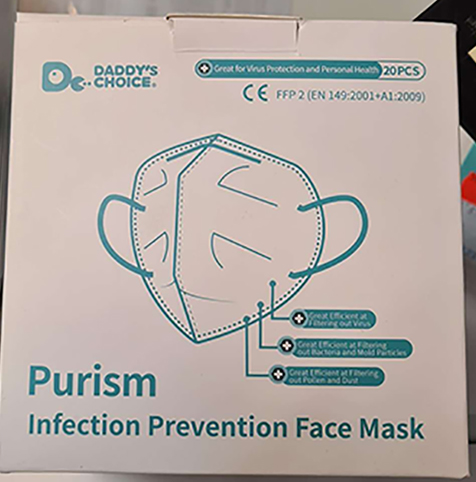 DADDY'S
CHOICE®
Great for Virus Protection and Personal Health 20PCS
CE FFP 2 (EN 149:2001+A1:2009)
Great Efficient at
Filtering out Virus
Great Efficient at Filtering
out Bacteria and Mold Particles
Great Efficient at Filtering
out Pollen and Dust
Purism
Infection Prevention Face Mask